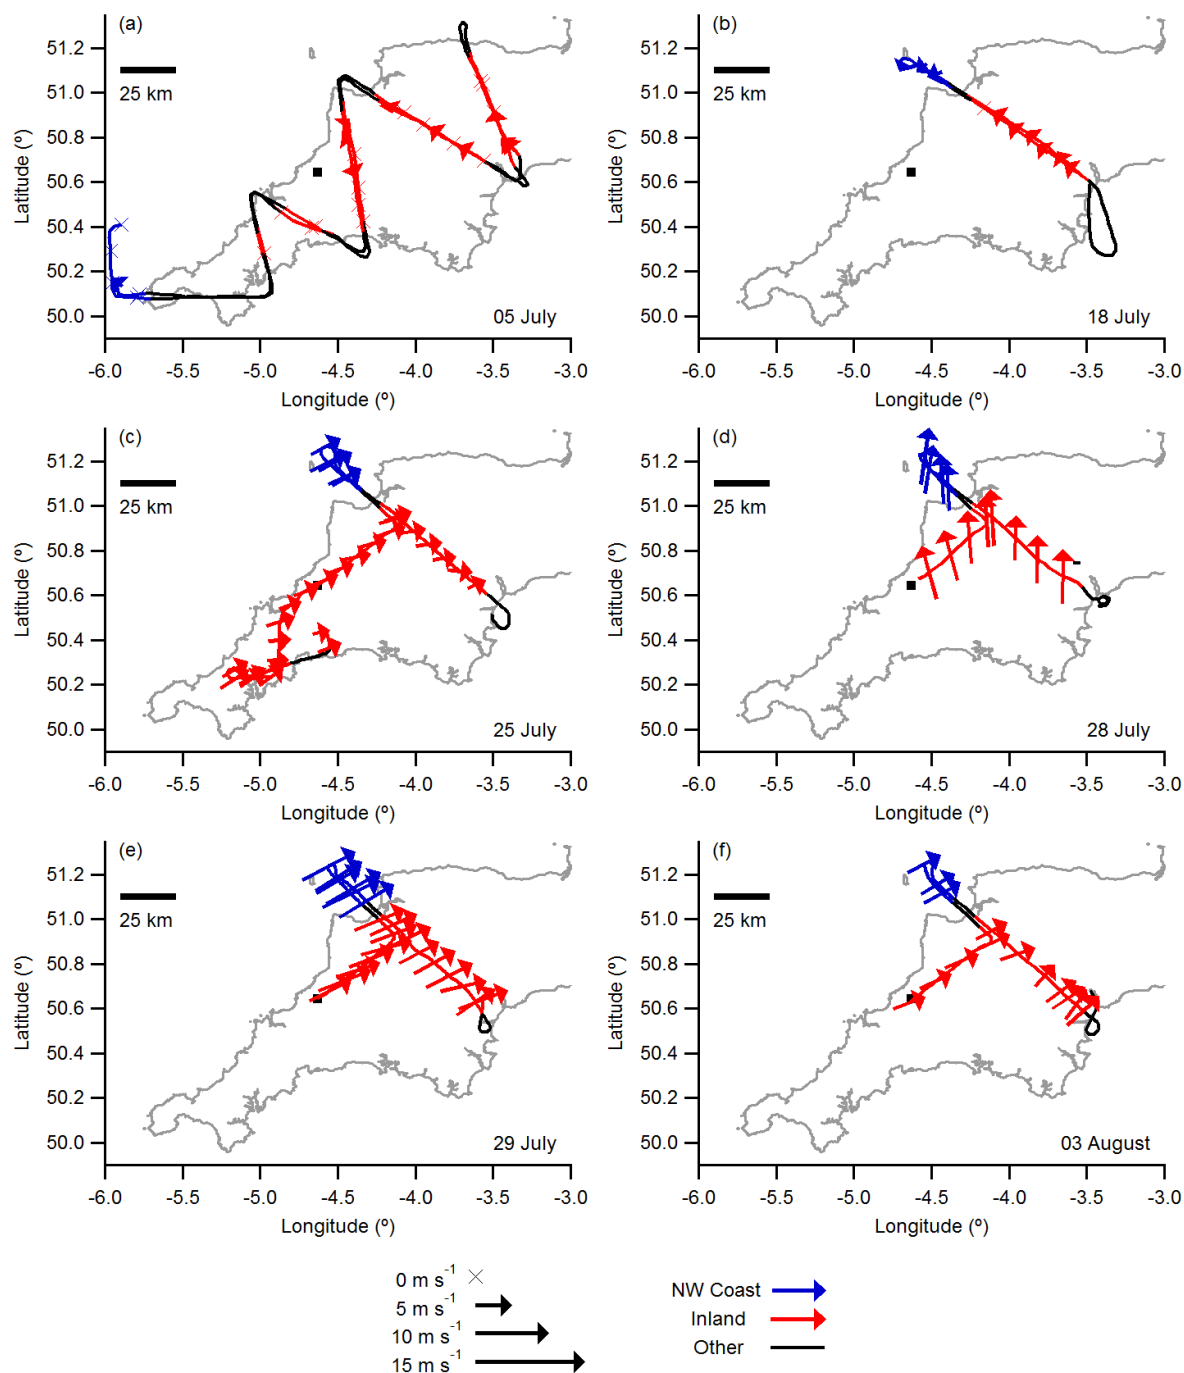 (a)
25 km
05 July
51.2
51.0
50.8
50.6
50.4
50.2
50.0
Latitude (º)
-6.0 -5.5 -5.0 -4.5 -4.0 -3.5 -3.0
Longitude (º)
(b)
25 km
18 July
51.2
51.0
50.8
50.6
50.4
50.2
50.0
Latitude (º)
-6.0 -5.5 -5.0 -4.5 -4.0 -3.5 -3.0
Longitude (º)
(c)
25 km
25 July
51.2
51.0
50.8
50.6
50.4
50.2
50.0
Latitude (º)
-6.0 -5.5 -5.0 -4.5 -4.0 -3.5 -3.0
Longitude (º)
(d)
25 km
28 July
51.2
51.0
50.8
50.6
50.4
50.2
50.0
Latitude (º)
-6.0 -5.5 -5.0 -4.5 -4.0 -3.5 -3.0
Longitude (º)
(e)
25 km
29 July
51.2
51.0
50.8
50.6
50.4
50.2
50.0
Latitude (º)
-6.0 -5.5 -5.0 -4.5 -4.0 -3.5 -3.0
Longitude (º)
(f)
25 km
03 August
51.2
51.0
50.8
50.6
50.4
50.2
50.0
Latitude (º)
-6.0 -5.5 -5.0 -4.5 -4.0 -3.5 -3.0
Longitude (º)
0 m s⁻¹
5 m s⁻¹
10 m s⁻¹
15 m s⁻¹
NW Coast
Inland
Other